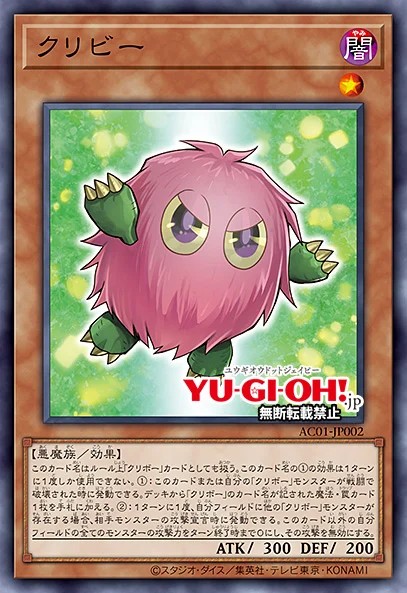 クリビー
やみ
闇
ユウギオウドットジェイピー
YU-GI-OH!.jp
無断転載禁止
AC01-JP002
【悪魔族／効果】
このカード名はルール上「クリボー」カードとしても扱う。このカード名の①の効果は1ターン
に1度しか使用できない。①：このカードまたは自分の「クリボー」モンスターが戦闘で
破壊された時に発動できる。デッキから「クリボー」のカード名が記された魔法・罠カード
1枚を手札に加える。②：1ターンに1度、自分フィールドに他の「クリボー」モンスターが
存在する場合、相手モンスターの攻撃宣言時に発動できる。このカード以外の自分
フィールドの全てのモンスターの攻撃力をターン終了時まで0にし、その攻撃を無効にする。
ATK/ 300 DEF/ 200
©スタジオ・ダイス／集英社・テレビ東京・KONAMI